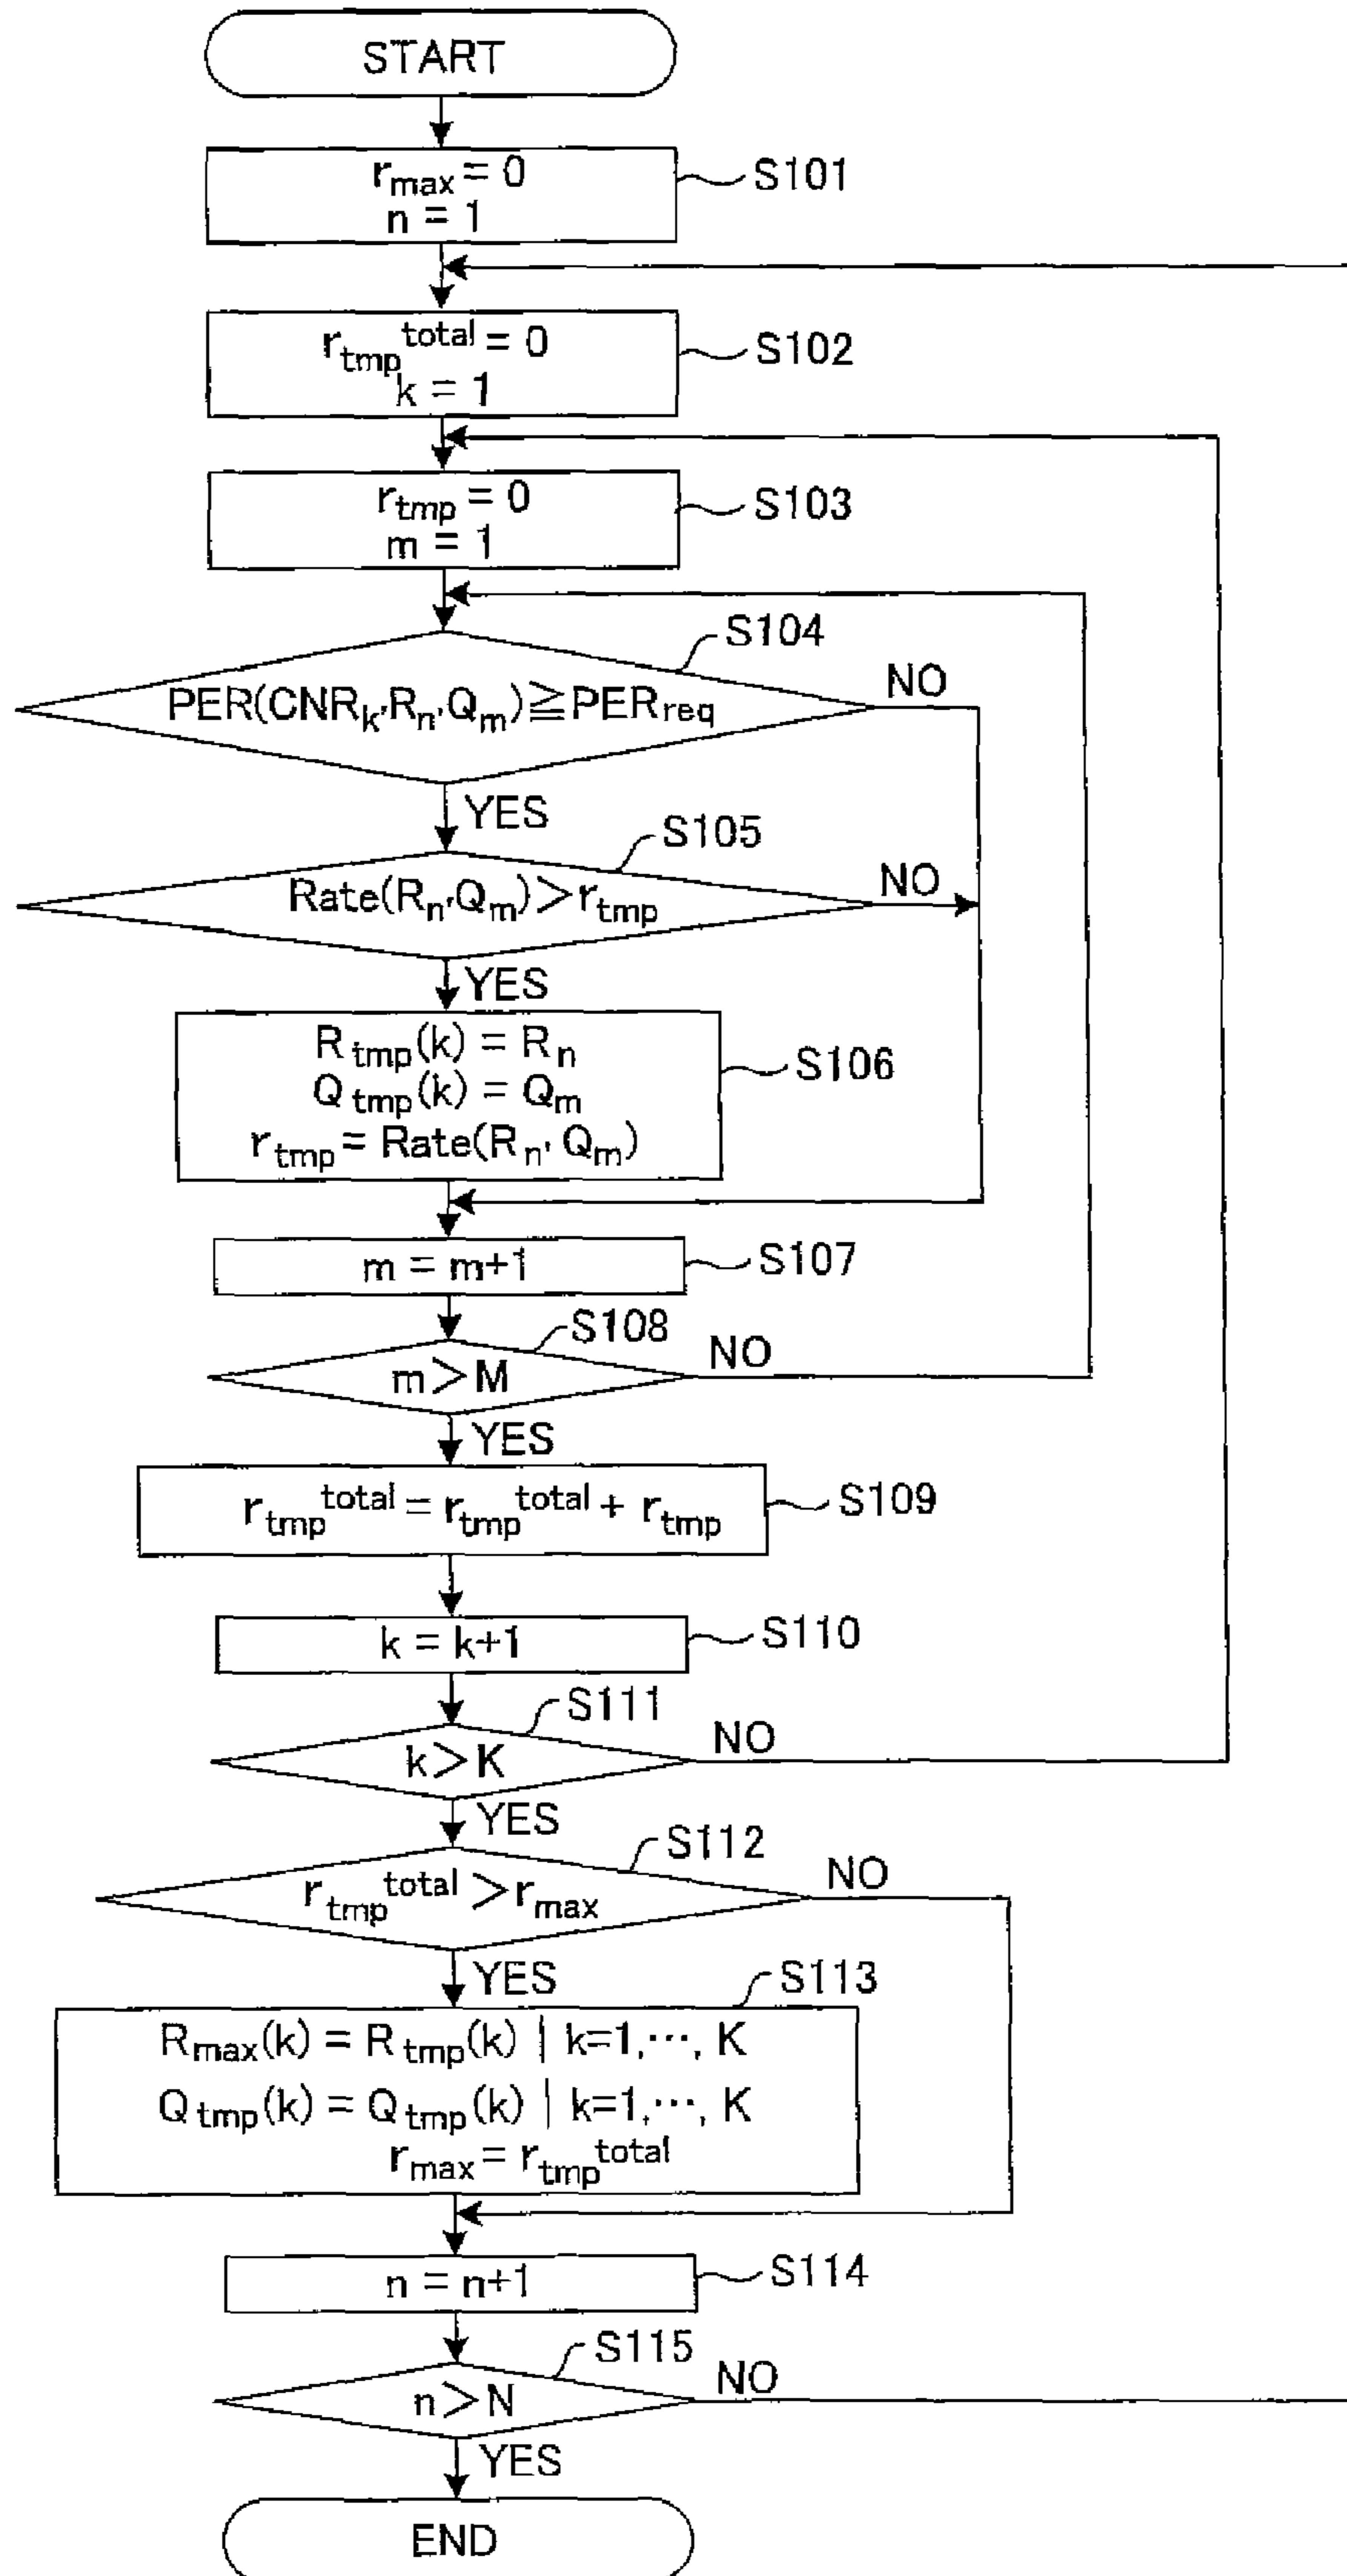 START
r_max = 0
n = 1
S101
r_tmp^total = 0
k = 1
S102
r_tmp = 0
m = 1
S103
S104
PER(CNR_k, R_n, Q_m) ≧ PER_req
NO
YES
S105
Rate(R_n, Q_m) > r_tmp
NO
YES
R_tmp(k) = R_n
Q_tmp(k) = Q_m
r_tmp = Rate(R_n, Q_m)
S106
m = m+1
S107
S108
m > M
NO
YES
r_tmp^total = r_tmp^total + r_tmp
S109
k = k+1
S110
S111
k > K
NO
YES
S112
r_tmp^total > r_max
NO
YES
S113
R_max(k) = R_tmp(k) | k=1,⋯, K
Q_tmp(k) = Q_tmp(k) | k=1,⋯, K
r_max = r_tmp^total
n = n+1
S114
S115
n > N
NO
YES
END